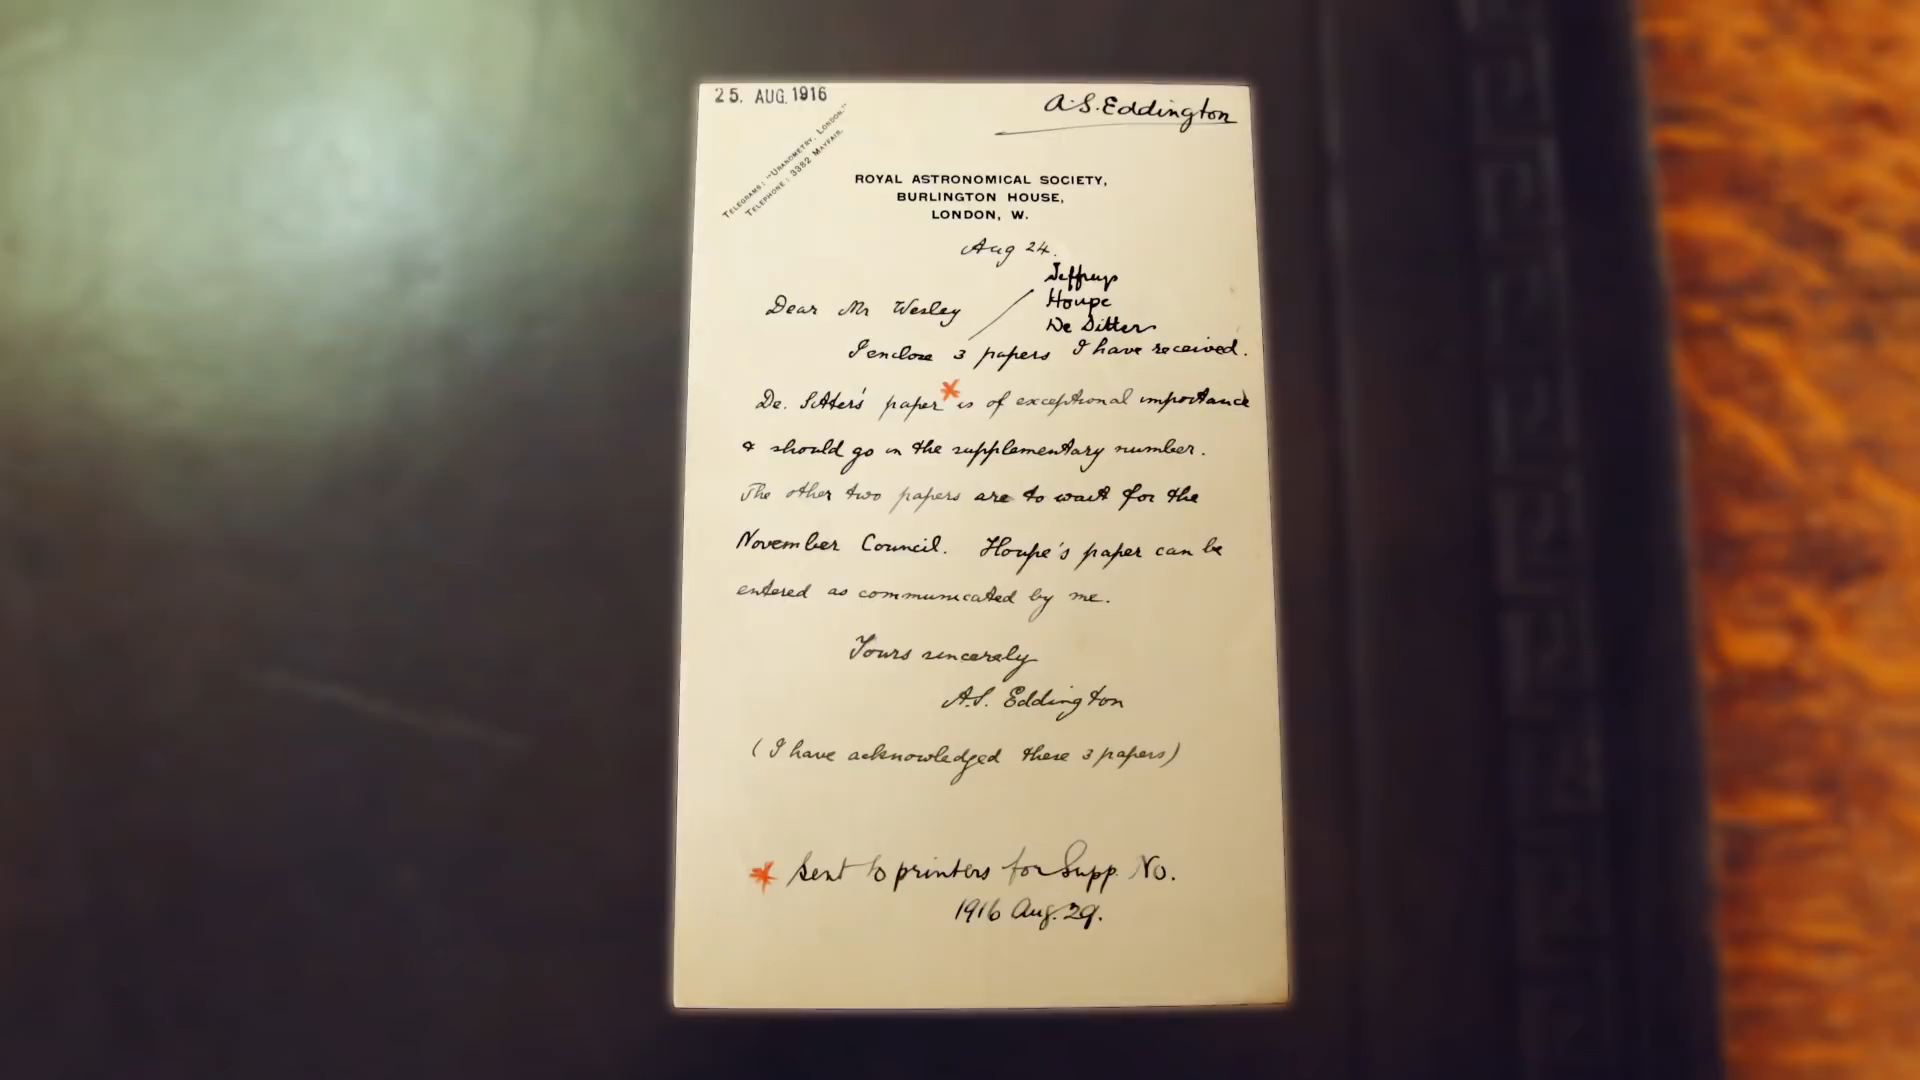 25. AUG. 1916
A.S. Eddington
TELEGRAMS: "URANOMETRY, LONDON."
TELEPHONE: 3382 MAYFAIR.
ROYAL ASTRONOMICAL SOCIETY,
BURLINGTON HOUSE,
LONDON, W.
Aug 24.
Jeffreys
Houpe
De Sitter
Dear Mr Wesley
I enclose 3 papers I have received.
De. Sitter's paper * is of exceptional importance
& should go in the supplementary number.
The other two papers are to wait for the
November Council. Houpe's paper can be
entered as communicated by me.
Yours sincerely
A.S. Eddington
(I have acknowledged these 3 papers)
* Sent to printers for Supp. No.
1916 Aug. 29.